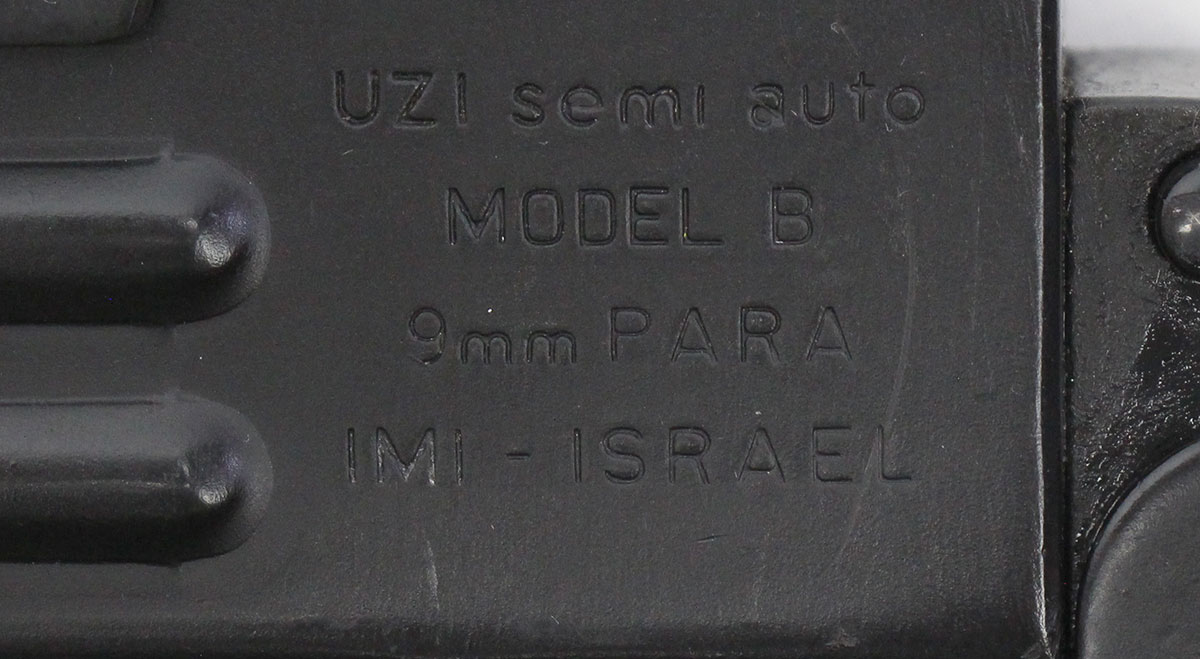 UZI semi auto
MODEL B
9mm PARA
IMI - ISRAEL